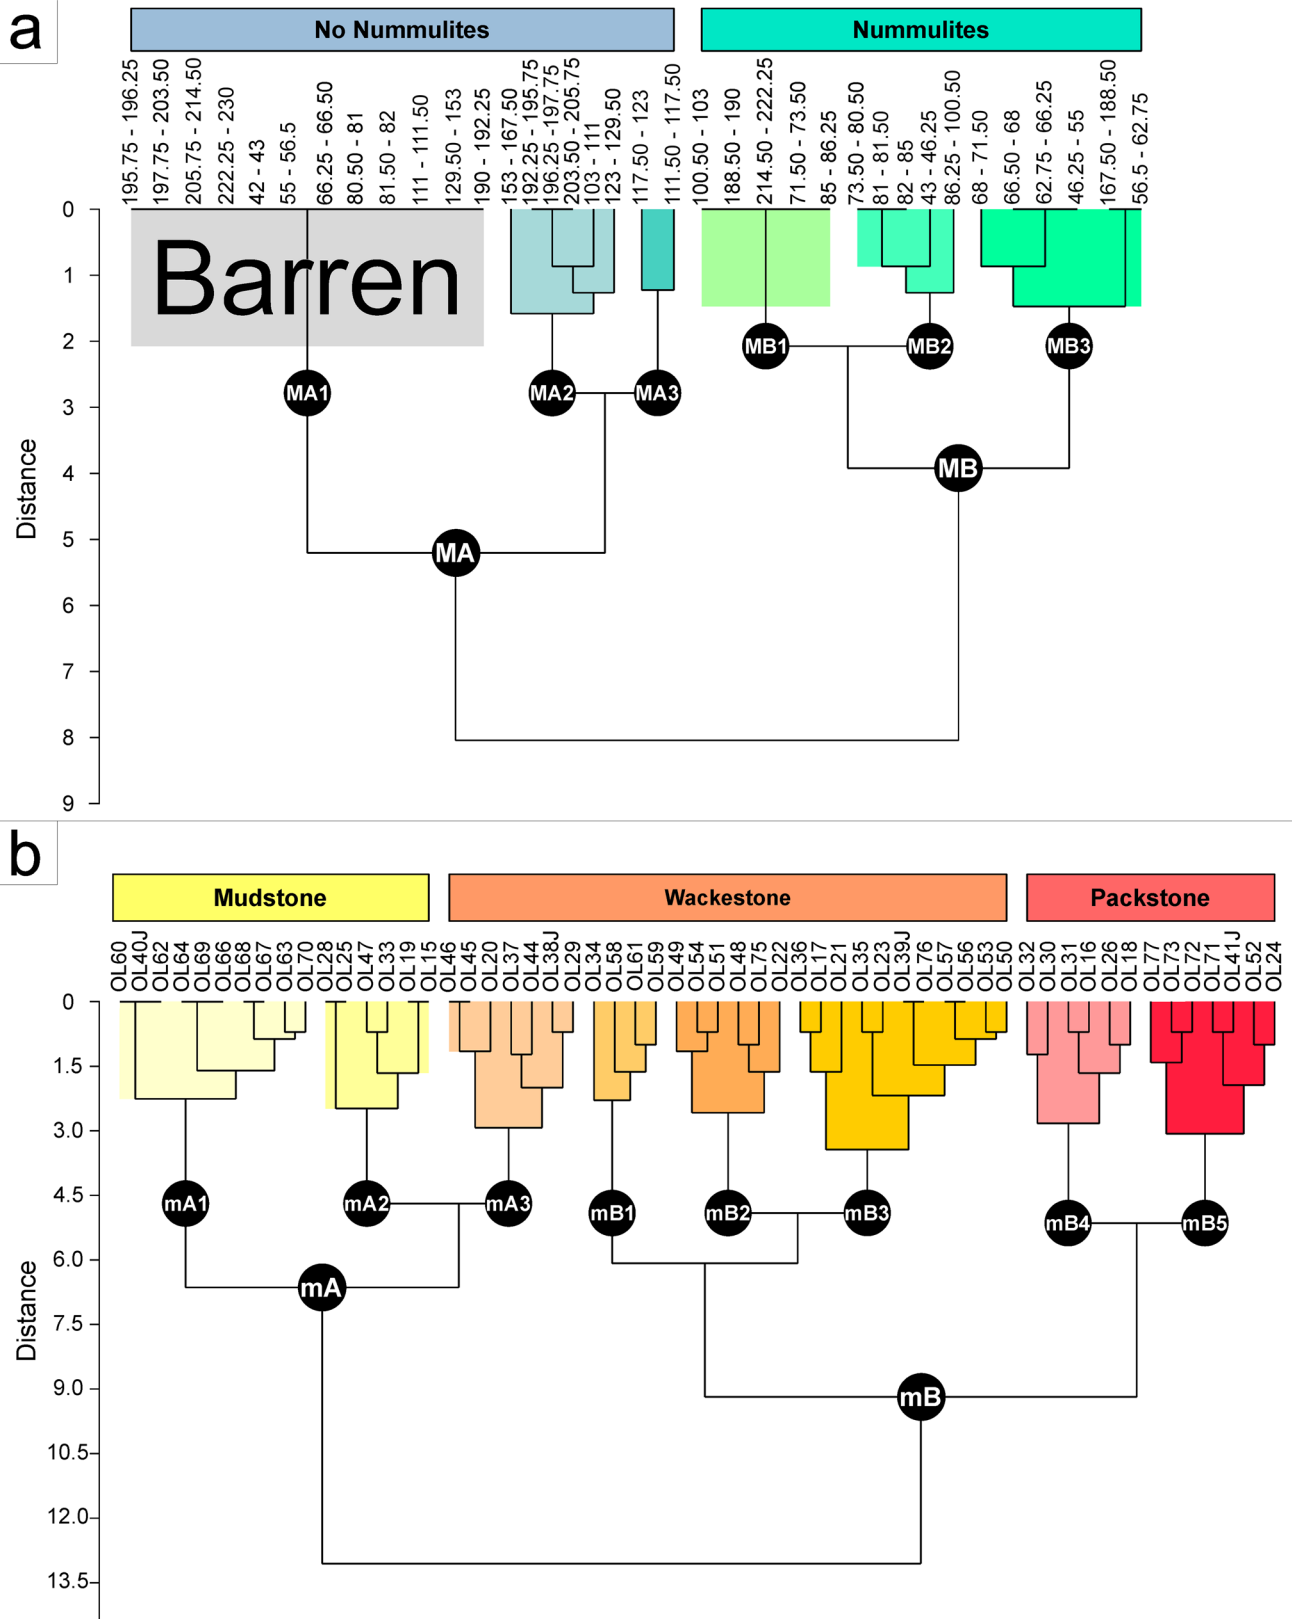 a
No Nummulites
Nummulites
195.75 - 196.25
197.75 - 203.50
205.75 - 214.50
222.25 - 230
42 - 43
55 - 56.5
66.25 - 66.50
80.50 - 81
81.50 - 82
111 - 111.50
129.50 - 153
190 - 192.25
153 - 167.50
192.25 - 195.75
196.25 -197.75
203.50 - 205.75
103 - 111
123 - 129.50
117.50 - 123
111.50 - 117.50
100.50 - 103
188.50 - 190
214.50 - 222.25
71.50 - 73.50
85 - 86.25
73.50 - 80.50
81 - 81.50
82 - 85
43 - 46.25
86.25 - 100.50
68 - 71.50
66.50 - 68
62.75 - 66.25
46.25 - 55
167.50 - 188.50
56.5 - 62.75
Distance
0
1
2
3
4
5
6
7
8
9
Barren
MB1
MB2
MB3
MA1
MA2
MA3
MB
MA
b
Mudstone
Wackestone
Packstone
OL60
OL40J
OL62
OL64
OL69
OL66
OL68
OL67
OL63
OL70
OL28
OL25
OL47
OL33
OL19
OL15
OL46
OL45
OL20
OL37
OL44
OL38J
OL29
OL34
OL58
OL61
OL59
OL49
OL54
OL51
OL48
OL75
OL22
OL36
OL17
OL21
OL35
OL23
OL39J
OL76
OL57
OL56
OL53
OL50
OL32
OL30
OL31
OL16
OL26
OL18
OL77
OL73
OL72
OL71
OL41J
OL52
OL24
Distance
0
1.5
3.0
4.5
6.0
7.5
9.0
10.5
12.0
13.5
mA1
mA2
mA3
mB1
mB2
mB3
mB4
mB5
mA
mB